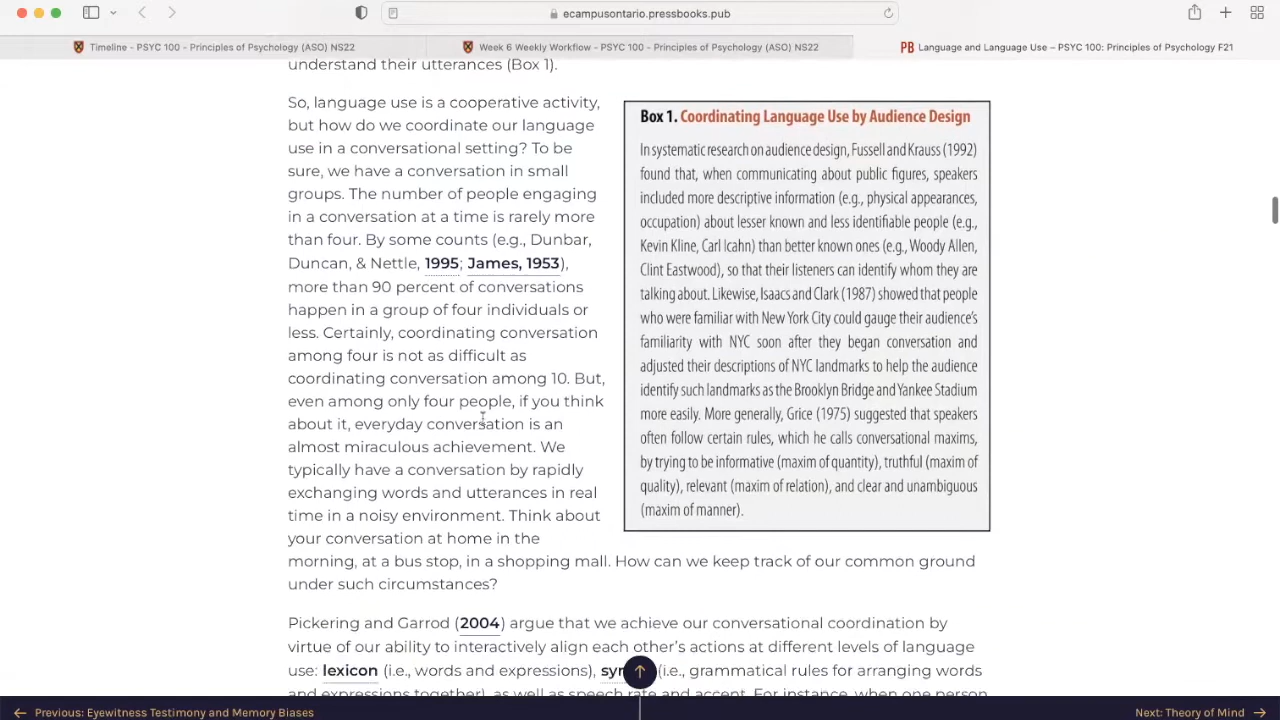 ecampusontario.pressbooks.pub
Timeline - PSYC 100 - Principles of Psychology (ASO) NS22
Week 6 Weekly Workflow - PSYC 100 - Principles of Psychology (ASO) NS22
PB Language and Language Use – PSYC 100: Principles of Psychology F21
understand their utterances (Box 1).
So, language use is a cooperative activity,
but how do we coordinate our language
use in a conversational setting? To be
sure, we have a conversation in small
groups. The number of people engaging
in a conversation at a time is rarely more
than four. By some counts (e.g., Dunbar,
Duncan, & Nettle, 1995; James, 1953),
more than 90 percent of conversations
happen in a group of four individuals or
less. Certainly, coordinating conversation
among four is not as difficult as
coordinating conversation among 10. But,
even among only four people, if you think
about it, everyday conversation is an
almost miraculous achievement. We
typically have a conversation by rapidly
exchanging words and utterances in real
time in a noisy environment. Think about
your conversation at home in the
morning, at a bus stop, in a shopping mall. How can we keep track of our common ground
under such circumstances?
Box 1. Coordinating Language Use by Audience Design
In systematic research on audience design, Fussell and Krauss (1992)
found that, when communicating about public figures, speakers
included more descriptive information (e.g., physical appearances,
occupation) about lesser known and less identifiable people (e.g.,
Kevin Kline, Carl Icahn) than better known ones (e.g., Woody Allen,
Clint Eastwood), so that their listeners can identify whom they are
talking about. Likewise, Isaacs and Clark (1987) showed that people
who were familiar with New York City could gauge their audience's
familiarity with NYC soon after they began conversation and
adjusted their descriptions of NYC landmarks to help the audience
identify such landmarks as the Brooklyn Bridge and Yankee Stadium
more easily. More generally, Grice (1975) suggested that speakers
often follow certain rules, which he calls conversational maxims,
by trying to be informative (maxim of quantity), truthful (maxim of
quality), relevant (maxim of relation), and clear and unambiguous
(maxim of manner).
Pickering and Garrod (2004) argue that we achieve our conversational coordination by
virtue of our ability to interactively align each other's actions at different levels of language
use: lexicon (i.e., words and expressions), sy (i.e., grammatical rules for arranging words
and expressions together), as well as speech rate and accent. For instance, when one person
Previous: Eyewitness Testimony and Memory Biases
Next: Theory of Mind